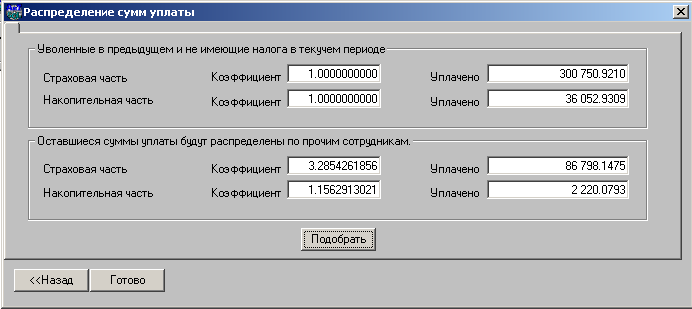 Распределение сумм уплаты
Уволенные в предыдущем и не имеющие налога в текучем периоде
Страховая часть Коэффициент 1.0000000000 Уплачено 300 750.9210
Накопительная часть Коэффициент 1.0000000000 Уплачено 36 052.9309
Оставшиеся суммы уплаты будут распределены по прочим сотрудникам.
Страховая часть Коэффициент 3.2854261856 Уплачено 86 798.1475
Накопительная часть Коэффициент 1.1562913021 Уплачено 2 220.0793
Подобрать
<<Назад Готово